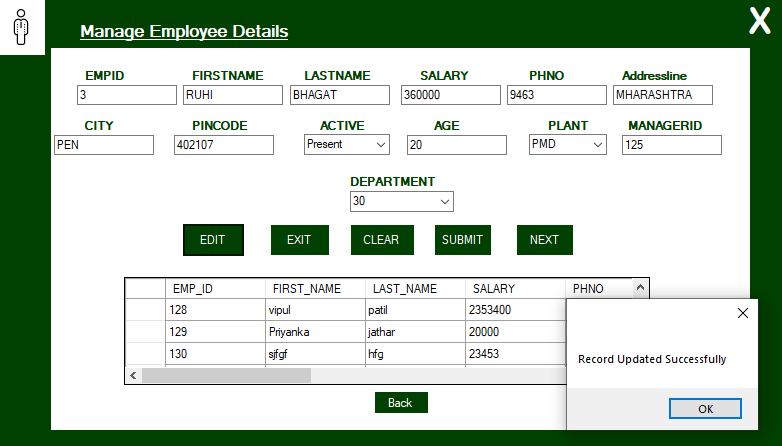 Manage Employee Details
X
EMPID FIRSTNAME LASTNAME SALARY PHNO Addressline
3 RUHI BHAGAT 360000 9463 MHARASHTRA
CITY PINCODE ACTIVE AGE PLANT MANAGERID
PEN 402107 Present 20 PMD 125
DEPARTMENT
30
EDIT EXIT CLEAR SUBMIT NEXT
EMP_ID FIRST_NAME LAST_NAME SALARY PHNO
128 vipul patil 2353400
129 Priyanka jathar 20000
130 sjfgf hfg 23453
Record Updated Successfully
OK
Back